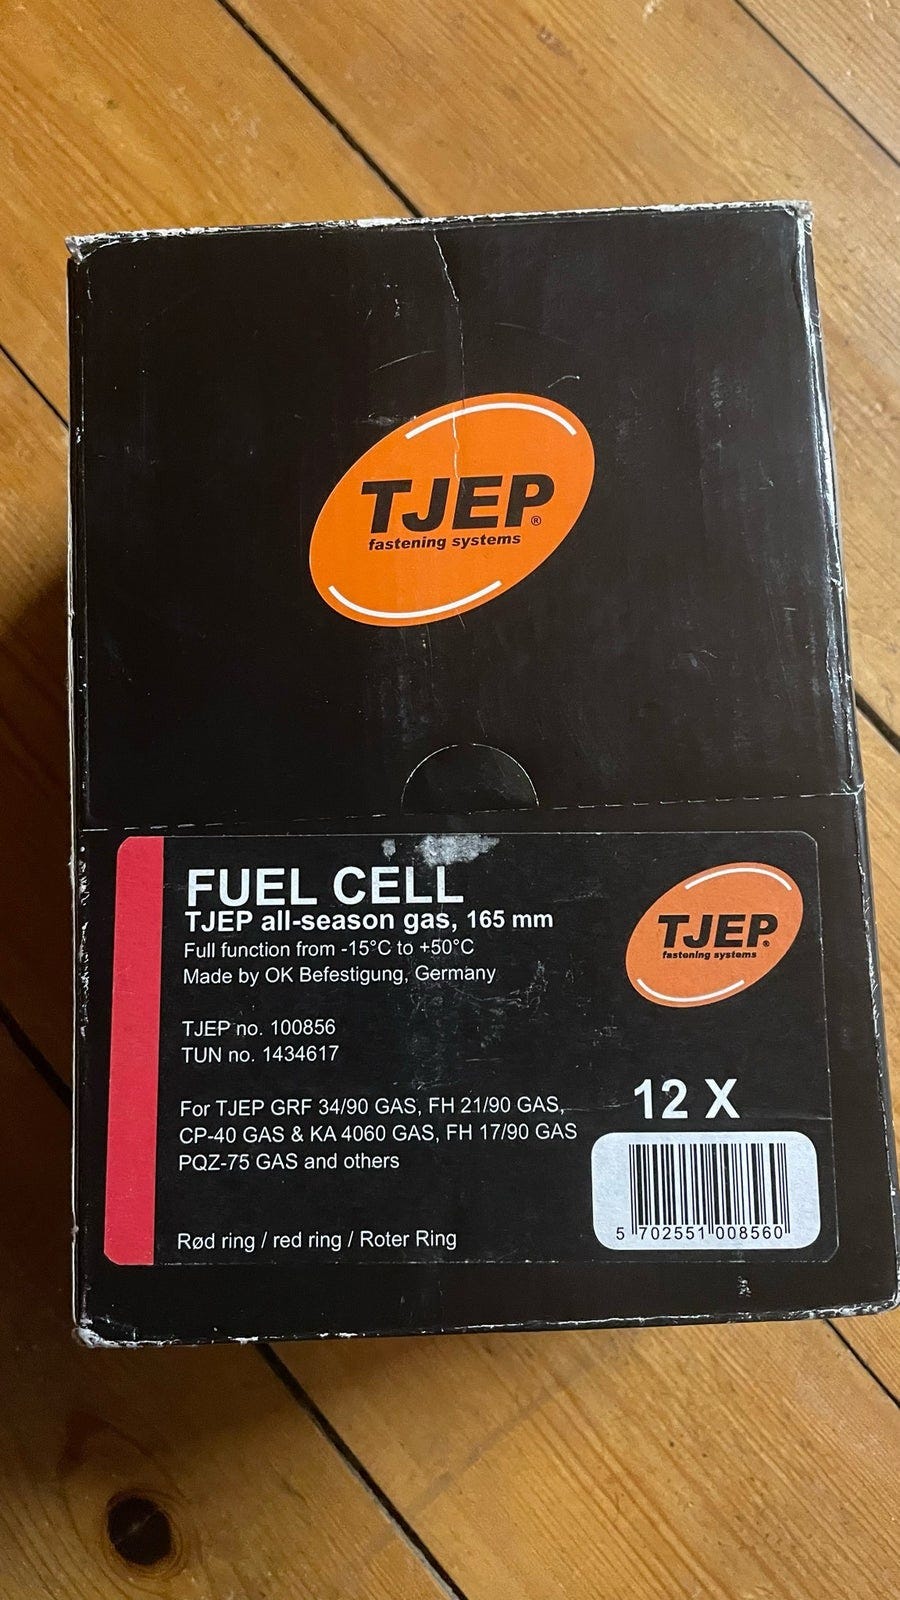 TJEP®
fastening systems
FUEL CELL
TJEP all-season gas, 165 mm
Full function from -15°C to +50°C
Made by OK Befestigung, Germany
TJEP®
fastening systems
TJEP no. 100856
TUN no. 1434617
For TJEP GRF 34/90 GAS, FH 21/90 GAS,
CP-40 GAS & KA 4060 GAS, FH 17/90 GAS
PQZ-75 GAS and others
12 X
5 702551 008560
Rød ring / red ring / Roter Ring